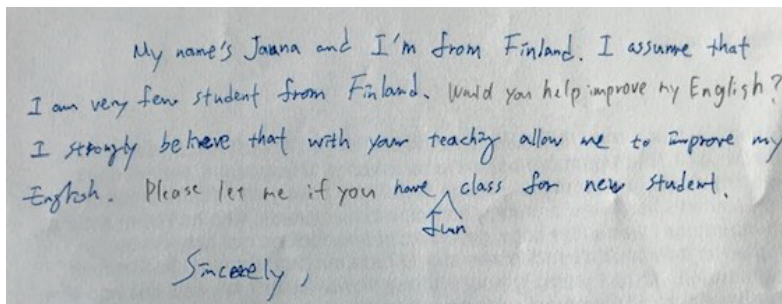 My name's Jaana and I'm from Finland. I assume that
I am very few student from Finland. Would you help improve my English?
I strongly believe that with your teaching allow me to improve my
English. Please let me if you have class for new student.
fun
Sincerely,